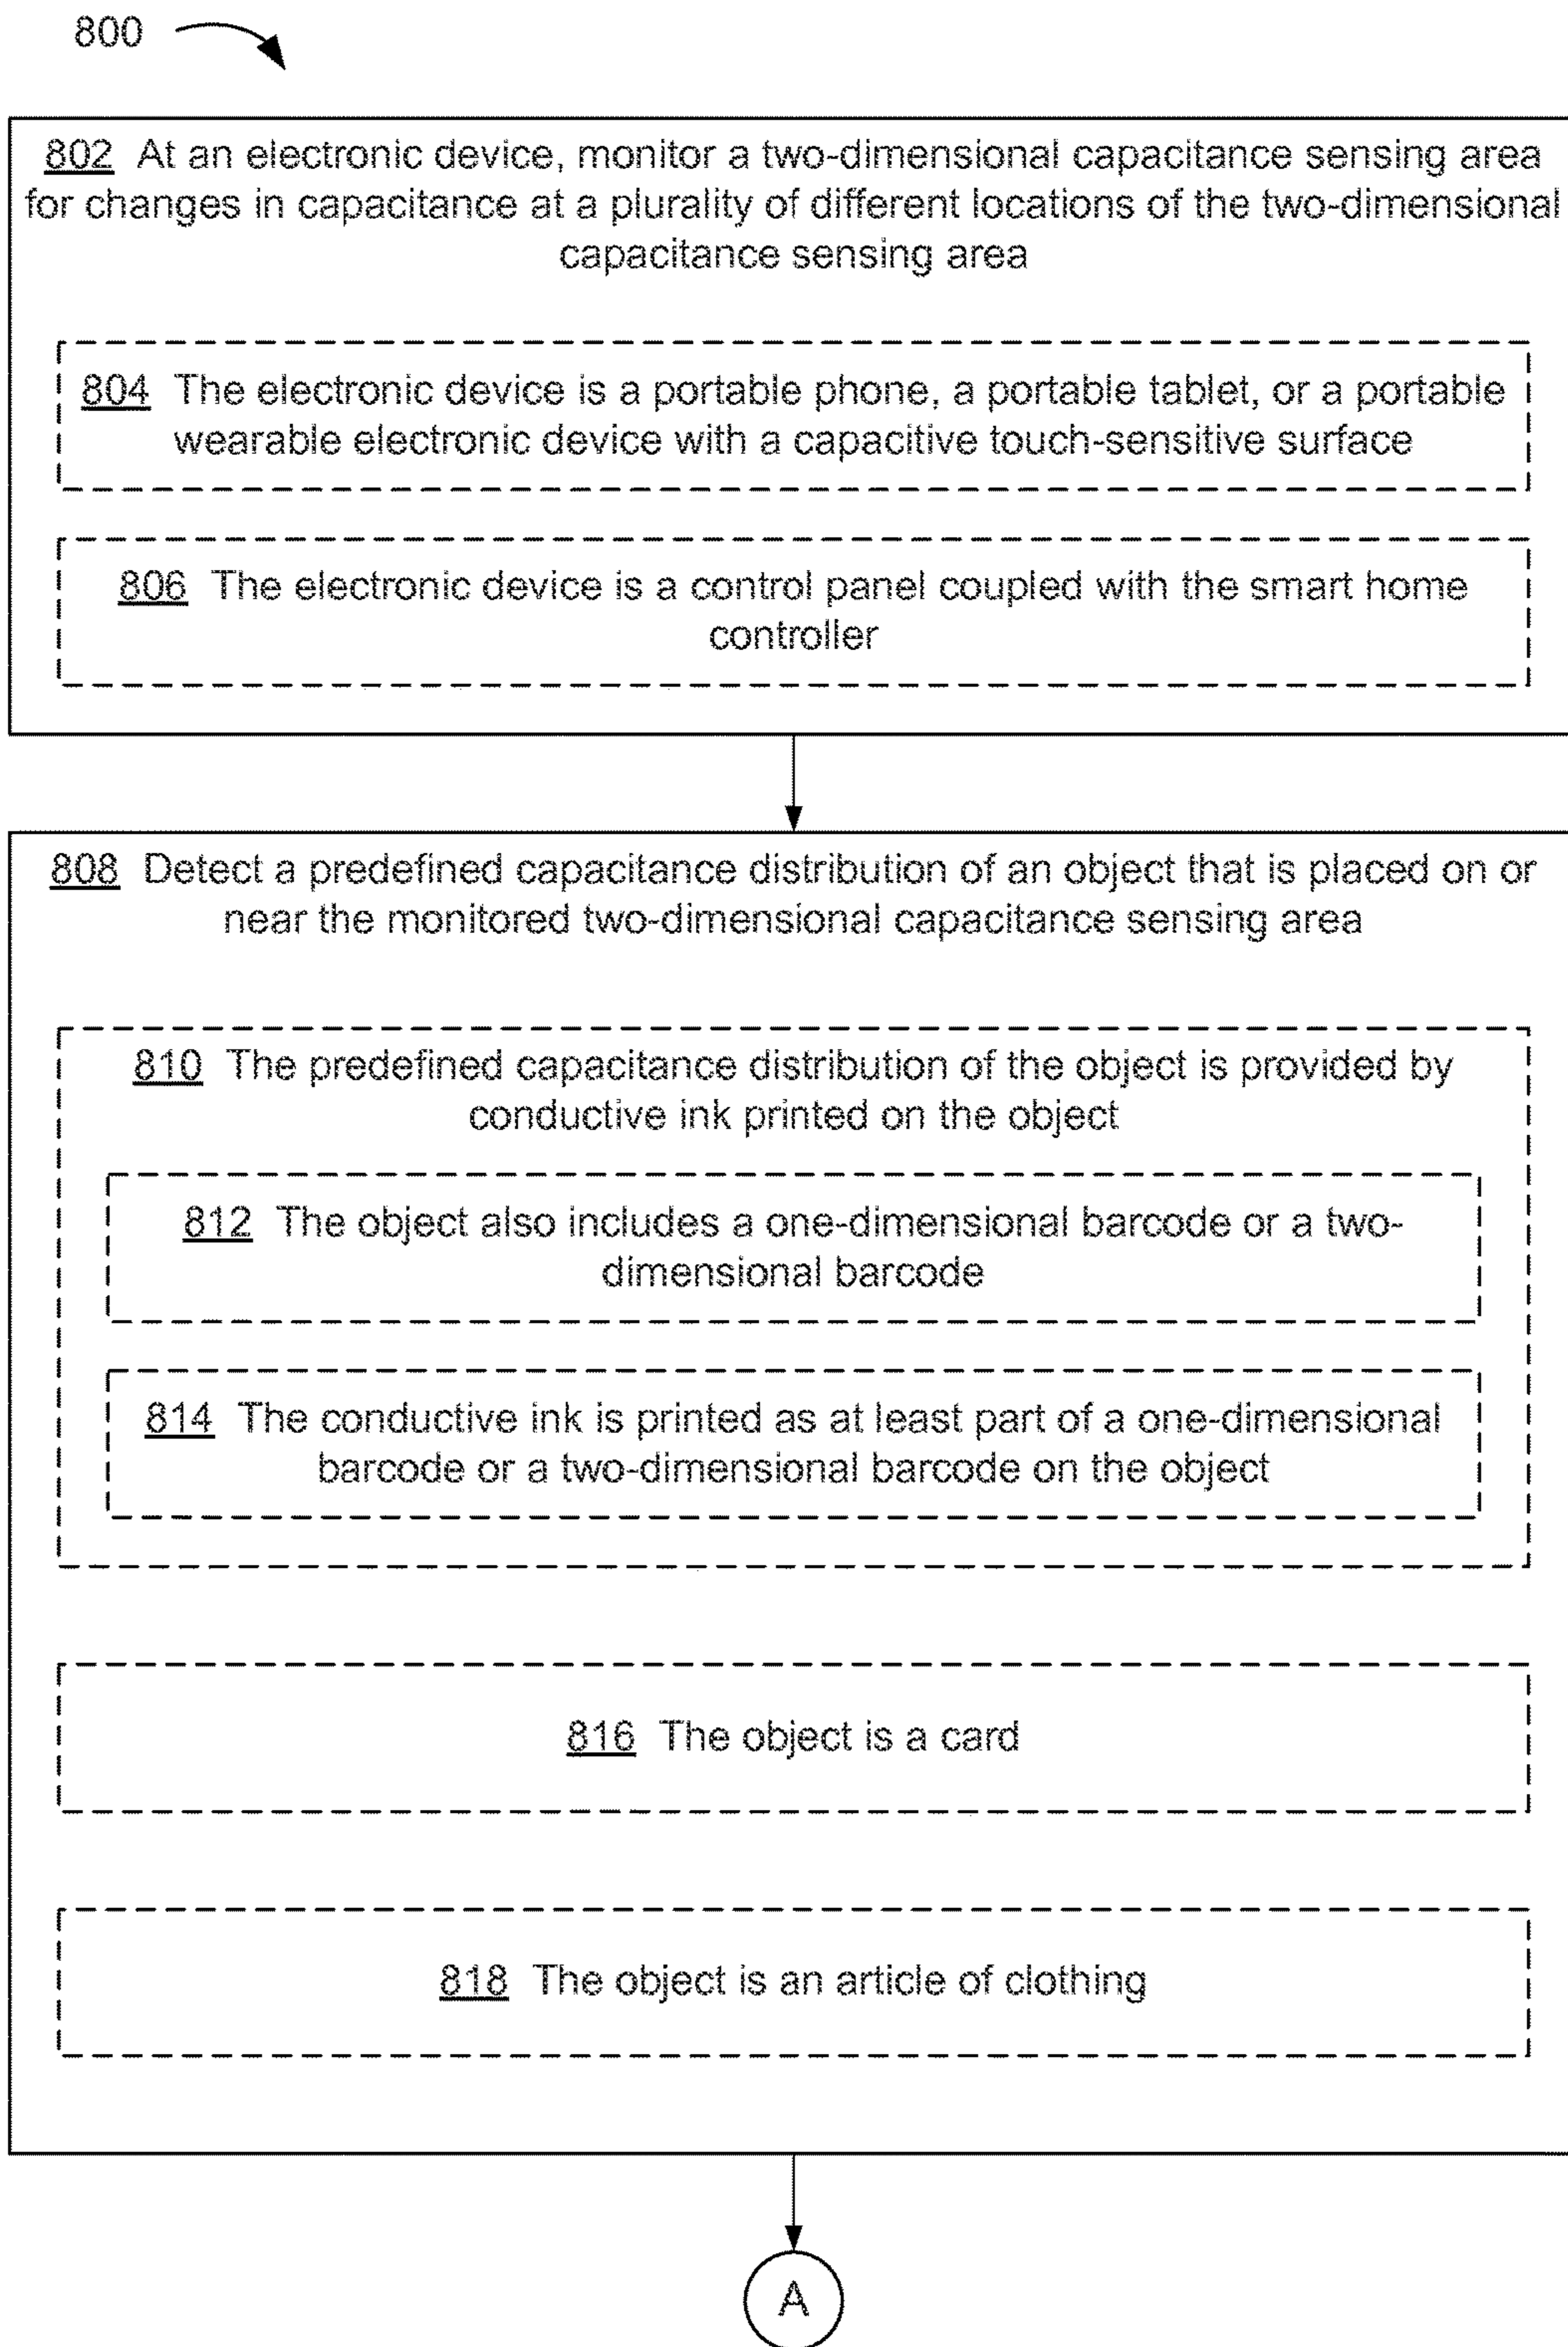 800
802 At an electronic device, monitor a two-dimensional capacitance sensing area
for changes in capacitance at a plurality of different locations of the two-dimensional
capacitance sensing area
804 The electronic device is a portable phone, a portable tablet, or a portable
wearable electronic device with a capacitive touch-sensitive surface
806 The electronic device is a control panel coupled with the smart home
controller
808 Detect a predefined capacitance distribution of an object that is placed on or
near the monitored two-dimensional capacitance sensing area
810 The predefined capacitance distribution of the object is provided by
conductive ink printed on the object
812 The object also includes a one-dimensional barcode or a two-
dimensional barcode
814 The conductive ink is printed as at least part of a one-dimensional
barcode or a two-dimensional barcode on the object
816 The object is a card
818 The object is an article of clothing
A